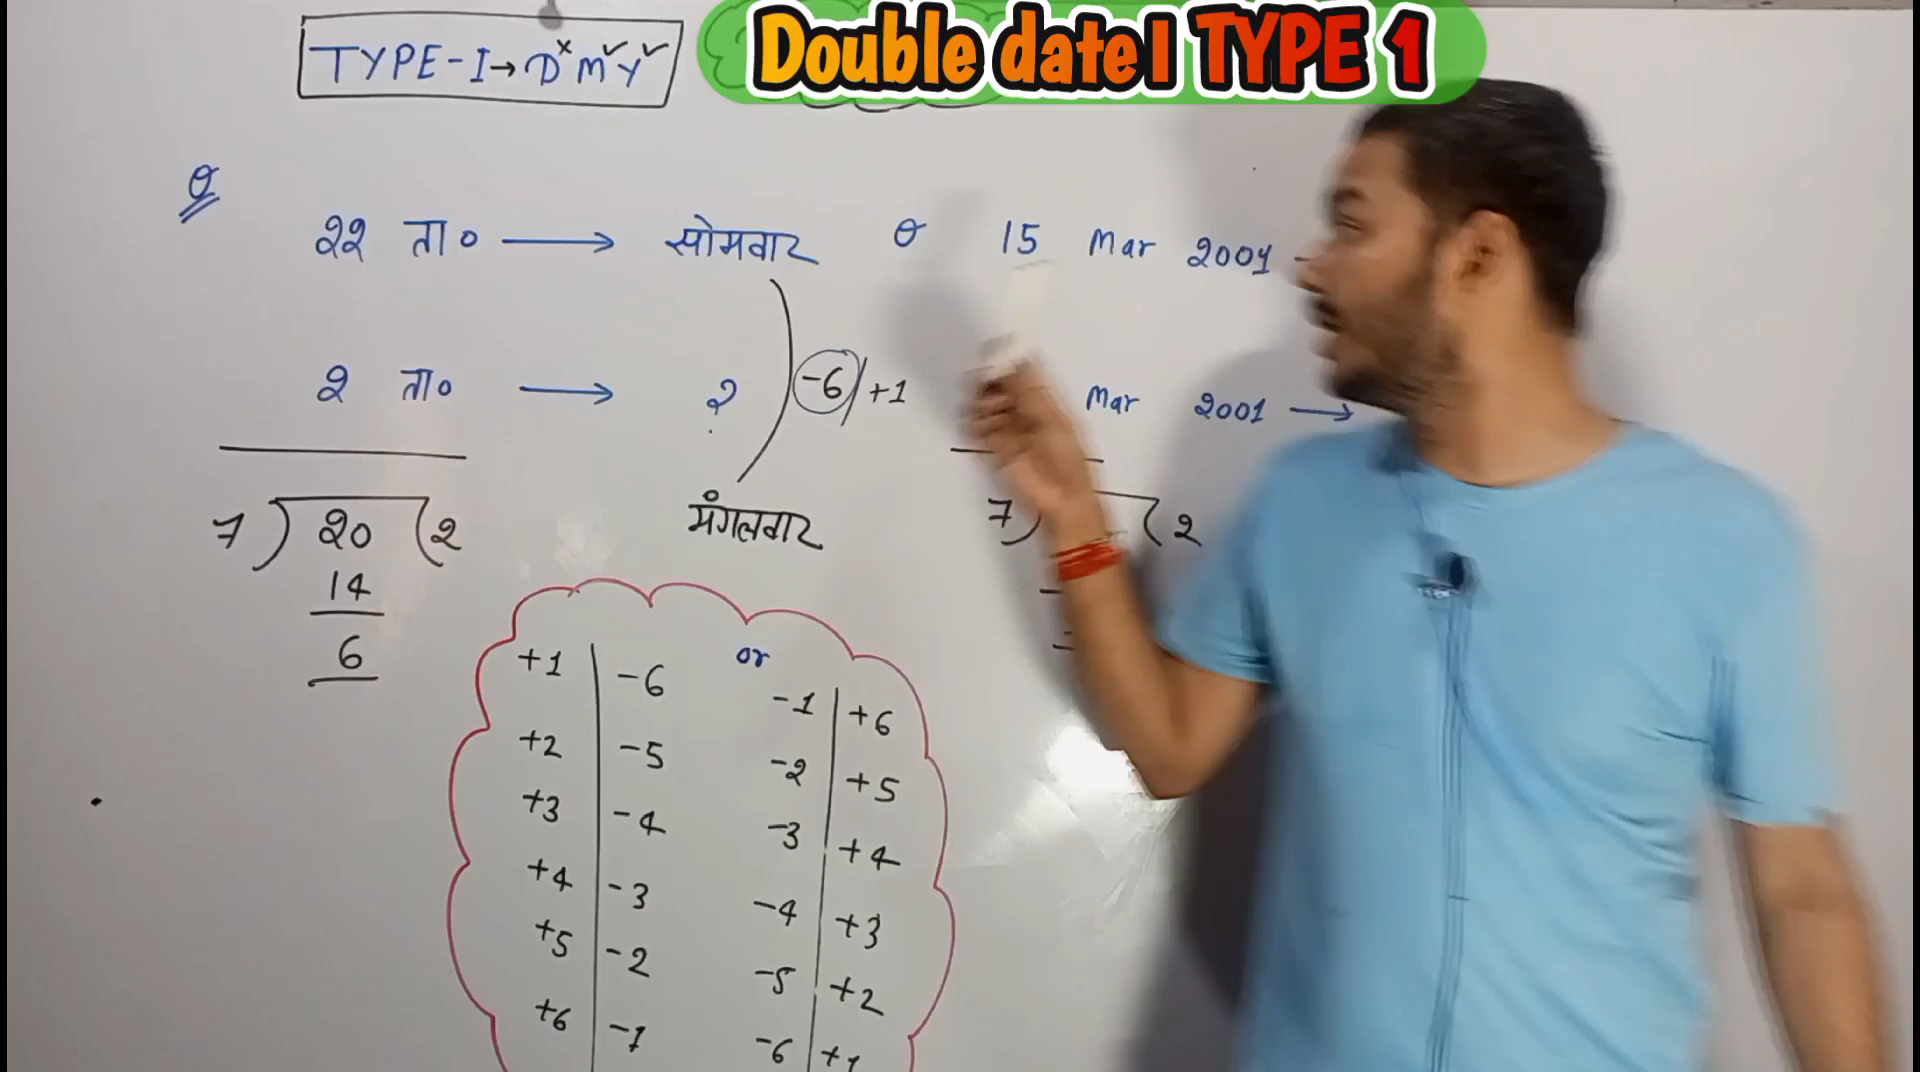 TYPE-I→ D× M✓ Y✓
Double date| TYPE 1
Q
22 ता० → सोमवार
2 ता० → ? -6 / +1
मंगलवार
7) 20 (2
14
6
Q 15 Mar 2001
Mar 2001 →
7) (2
or
+1 | -6
+2 | -5
+3 | -4
+4 | -3
+5 | -2
+6 | -1
-1 | +6
-2 | +5
-3 | +4
-4 | +3
-5 | +2
-6 | +1